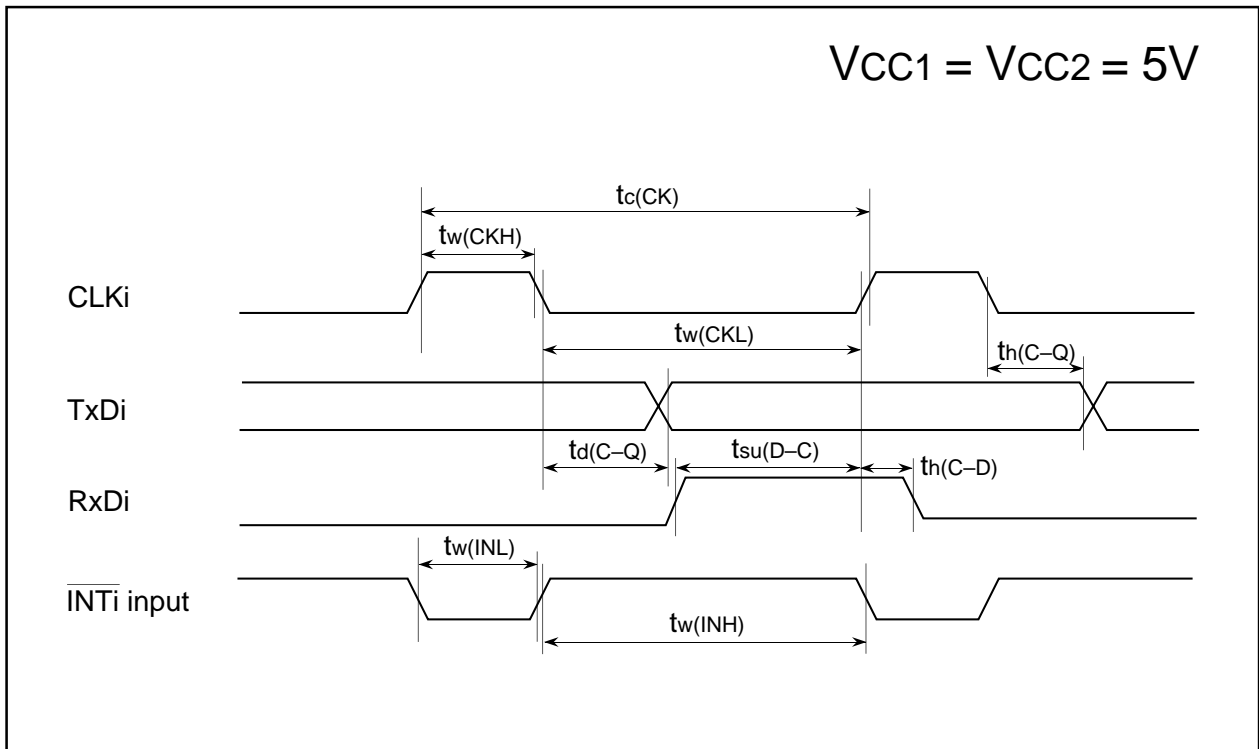 VCC1 = VCC2 = 5V
tc(CK)
tw(CKH)
CLKi
tw(CKL)
th(C–Q)
TxDi
td(C–Q)
tsu(D–C)
th(C–D)
RxDi
tw(INL)
INTi input
tw(INH)